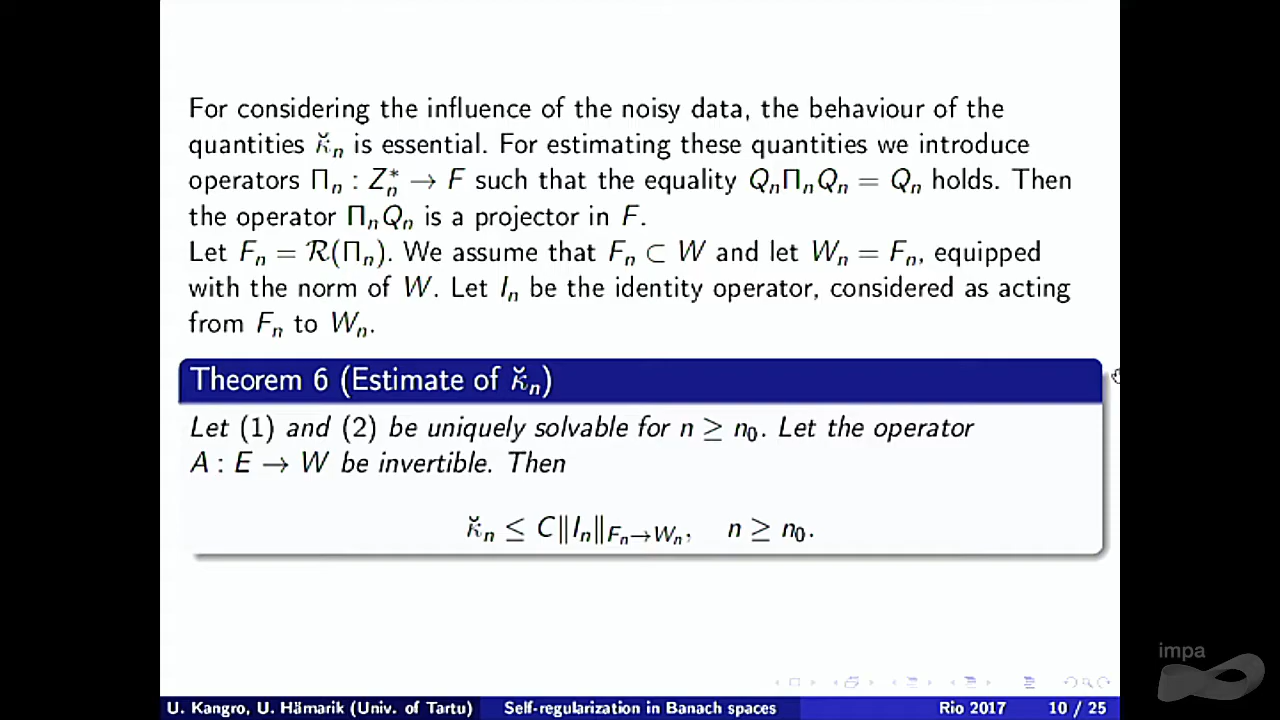 For considering the influence of the noisy data, the behaviour of the
quantities κ̆ₙ is essential. For estimating these quantities we introduce
operators Πₙ : Zₙ* → F such that the equality QₙΠₙQₙ = Qₙ holds. Then
the operator ΠₙQₙ is a projector in F.
Let Fₙ = ℛ(Πₙ). We assume that Fₙ ⊂ W and let Wₙ = Fₙ, equipped
with the norm of W. Let Iₙ be the identity operator, considered as acting
from Fₙ to Wₙ.
Theorem 6 (Estimate of κ̆ₙ)
Let (1) and (2) be uniquely solvable for n ≥ n₀. Let the operator
A : E → W be invertible. Then
κ̆ₙ ≤ C‖Iₙ‖_{Fₙ→Wₙ}, n ≥ n₀.
impa
U. Kangro, U. Hämarik (Univ. of Tartu) Self-regularization in Banach spaces Rio 2017 10 / 25